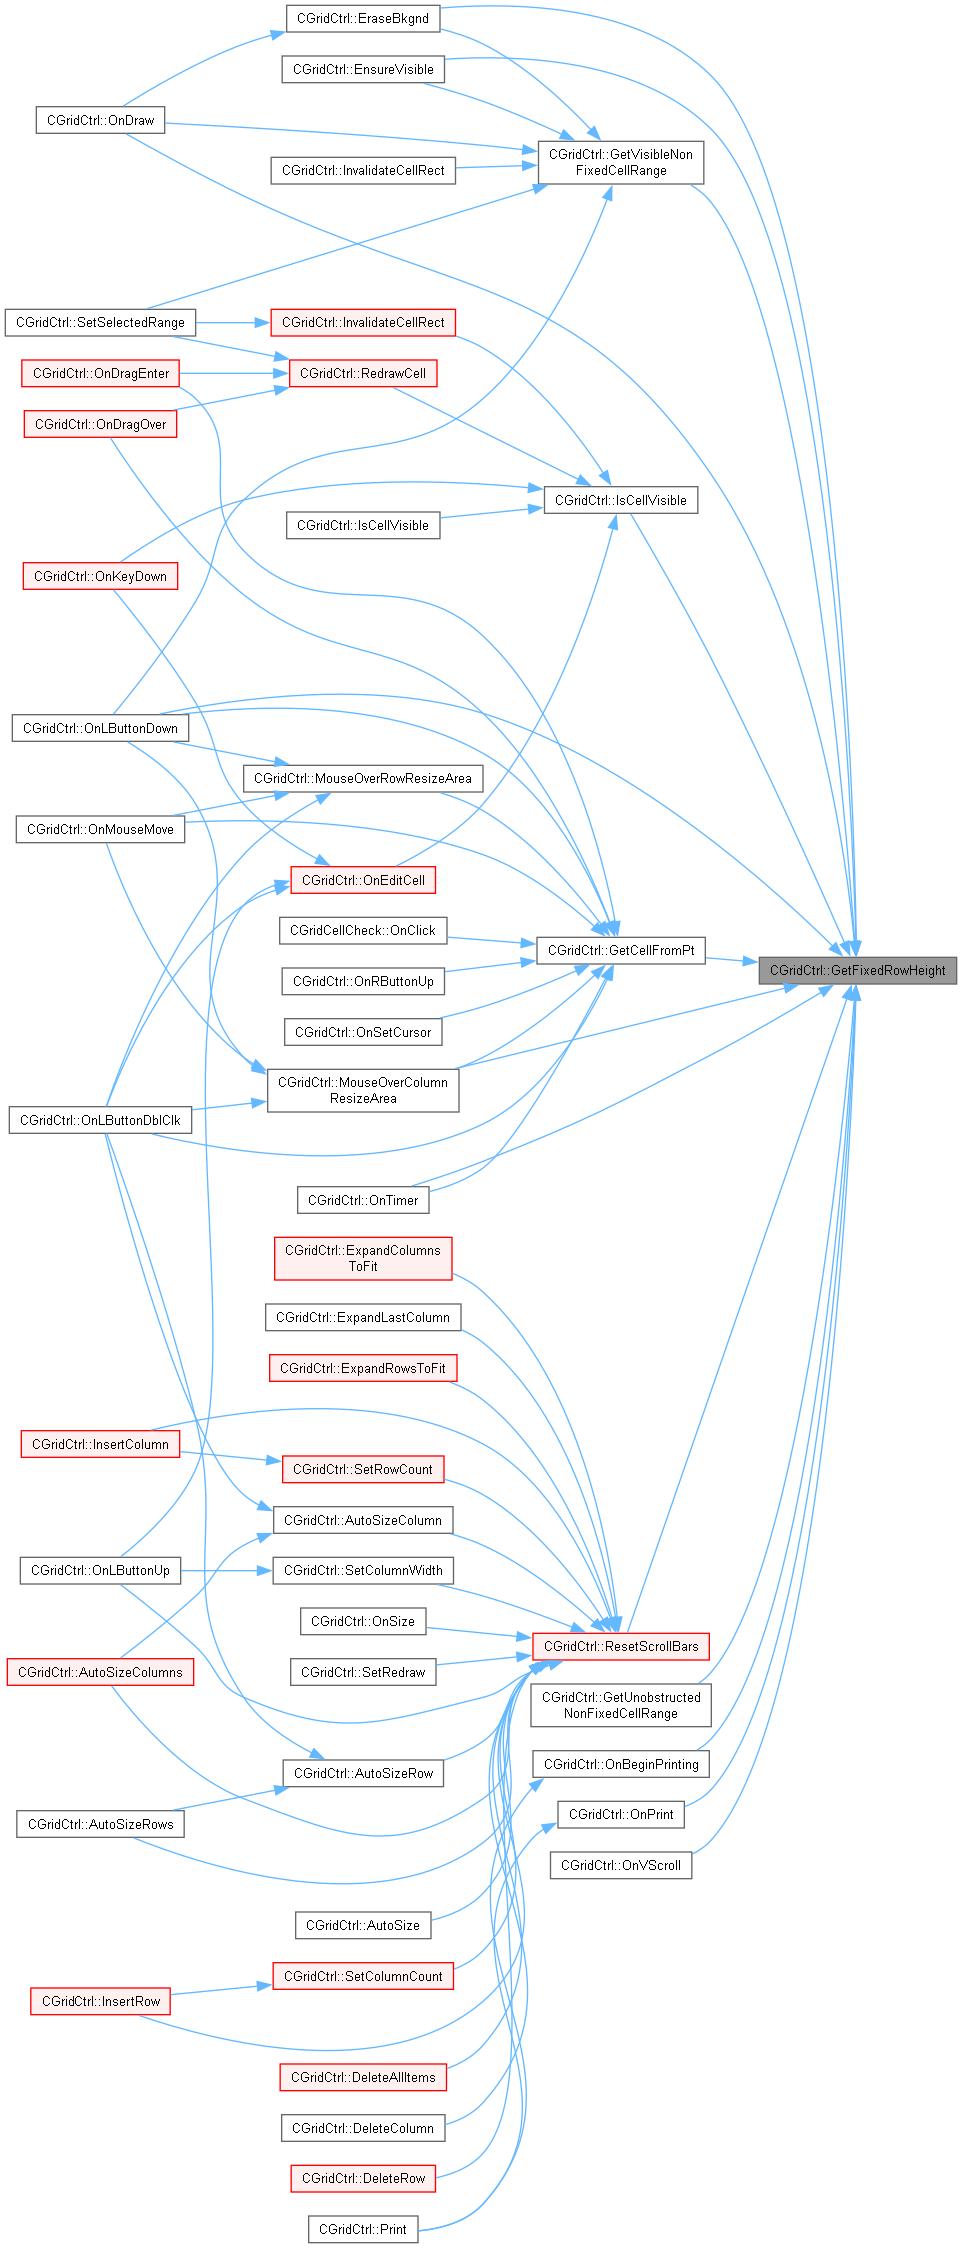 CGridCtrl::EraseBkgnd
CGridCtrl::EnsureVisible
CGridCtrl::OnDraw
CGridCtrl::GetVisibleNon
FixedCellRange
CGridCtrl::InvalidateCellRect
CGridCtrl::SetSelectedRange
CGridCtrl::InvalidateCellRect
CGridCtrl::OnDragEnter
CGridCtrl::RedrawCell
CGridCtrl::OnDragOver
CGridCtrl::IsCellVisible
CGridCtrl::IsCellVisible
CGridCtrl::OnKeyDown
CGridCtrl::OnLButtonDown
CGridCtrl::MouseOverRowResizeArea
CGridCtrl::OnMouseMove
CGridCtrl::OnEditCell
CGridCellCheck::OnClick
CGridCtrl::GetCellFromPt
CGridCtrl::GetFixedRowHeight
CGridCtrl::OnRButtonUp
CGridCtrl::OnSetCursor
CGridCtrl::MouseOverColumn
ResizeArea
CGridCtrl::OnLButtonDblClk
CGridCtrl::OnTimer
CGridCtrl::ExpandColumns
ToFit
CGridCtrl::ExpandLastColumn
CGridCtrl::ExpandRowsToFit
CGridCtrl::InsertColumn
CGridCtrl::SetRowCount
CGridCtrl::AutoSizeColumn
CGridCtrl::OnLButtonUp
CGridCtrl::SetColumnWidth
CGridCtrl::OnSize
CGridCtrl::ResetScrollBars
CGridCtrl::AutoSizeColumns
CGridCtrl::SetRedraw
CGridCtrl::GetUnobstructed
NonFixedCellRange
CGridCtrl::AutoSizeRow
CGridCtrl::OnBeginPrinting
CGridCtrl::AutoSizeRows
CGridCtrl::OnPrint
CGridCtrl::OnVScroll
CGridCtrl::AutoSize
CGridCtrl::SetColumnCount
CGridCtrl::InsertRow
CGridCtrl::DeleteAllItems
CGridCtrl::DeleteColumn
CGridCtrl::DeleteRow
CGridCtrl::Print